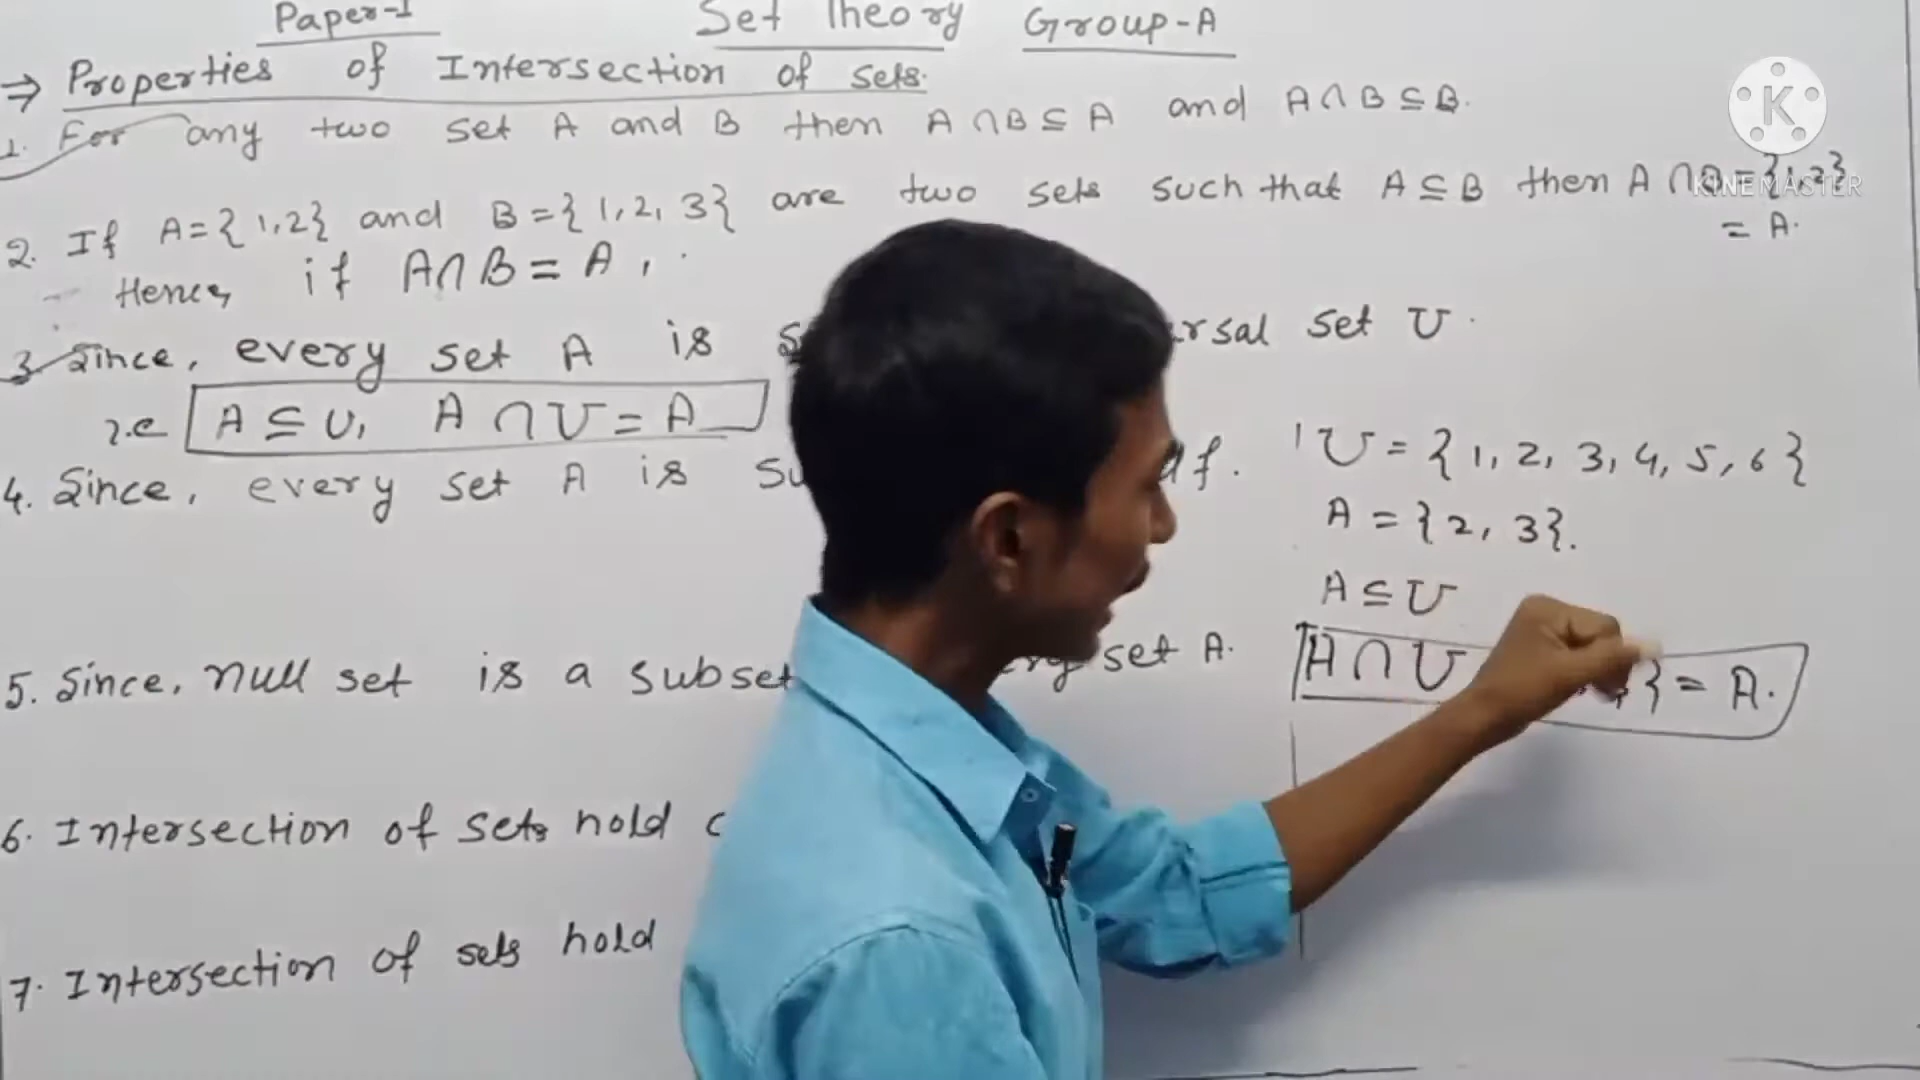 Paper-I Set Theory Group-A
⇒ Properties of Intersection of sets.
1. For any two set A and B then A∩B⊆A and A∩B⊆B.
2. If A={1,2} and B={1,2,3} are two sets such that A⊆B then A∩B={1,2}
= A.
Hence, if A∩B=A,
3. Since, every set A is set U.
i.e A⊆U, A∩U=A
4. Since, every set A is
5. Since, null set is a subset set A.
6. Intersection of sets hold
7. Intersection of sets hold
U={1,2,3,4,5,6}
A={2,3}.
A⊆U
A∩U } = A.
K
KINEMASTER